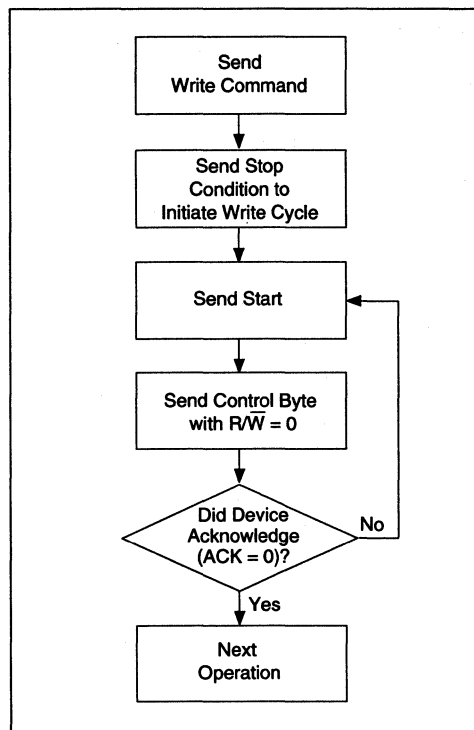 Send
Write Command
Send Stop
Condition to
Initiate Write Cycle
Send Start
Send Control Byte
with R/W̅ = 0
Did Device
Acknowledge
(ACK = 0)?
No
Yes
Next
Operation